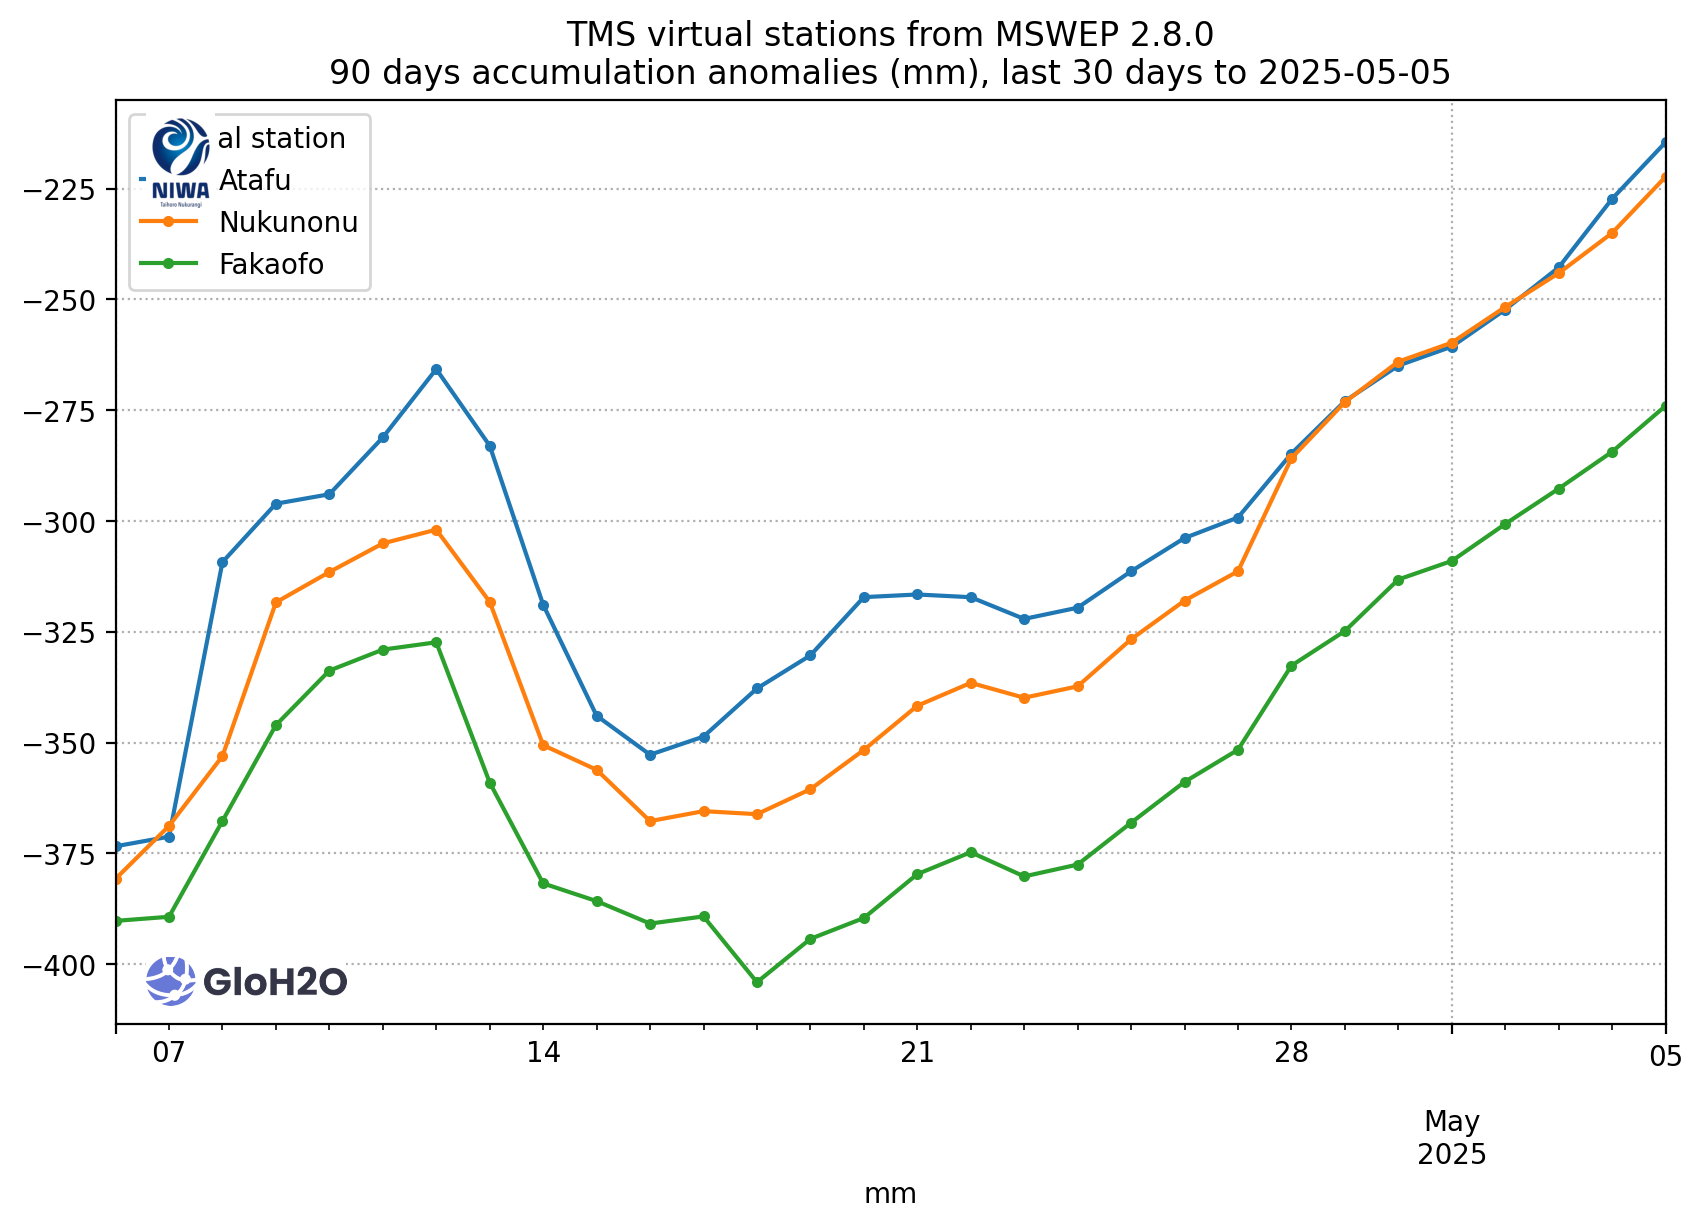 TMS virtual stations from MSWEP 2.8.0
90 days accumulation anomalies (mm), last 30 days to 2025-05-05
al station
Atafu
Nukunonu
Fakaofo
NIWA
Taihoro Nukurangi
−225
−250
−275
−300
−325
−350
−375
−400
GloH2O
07
14
21
28
05
May
2025
mm